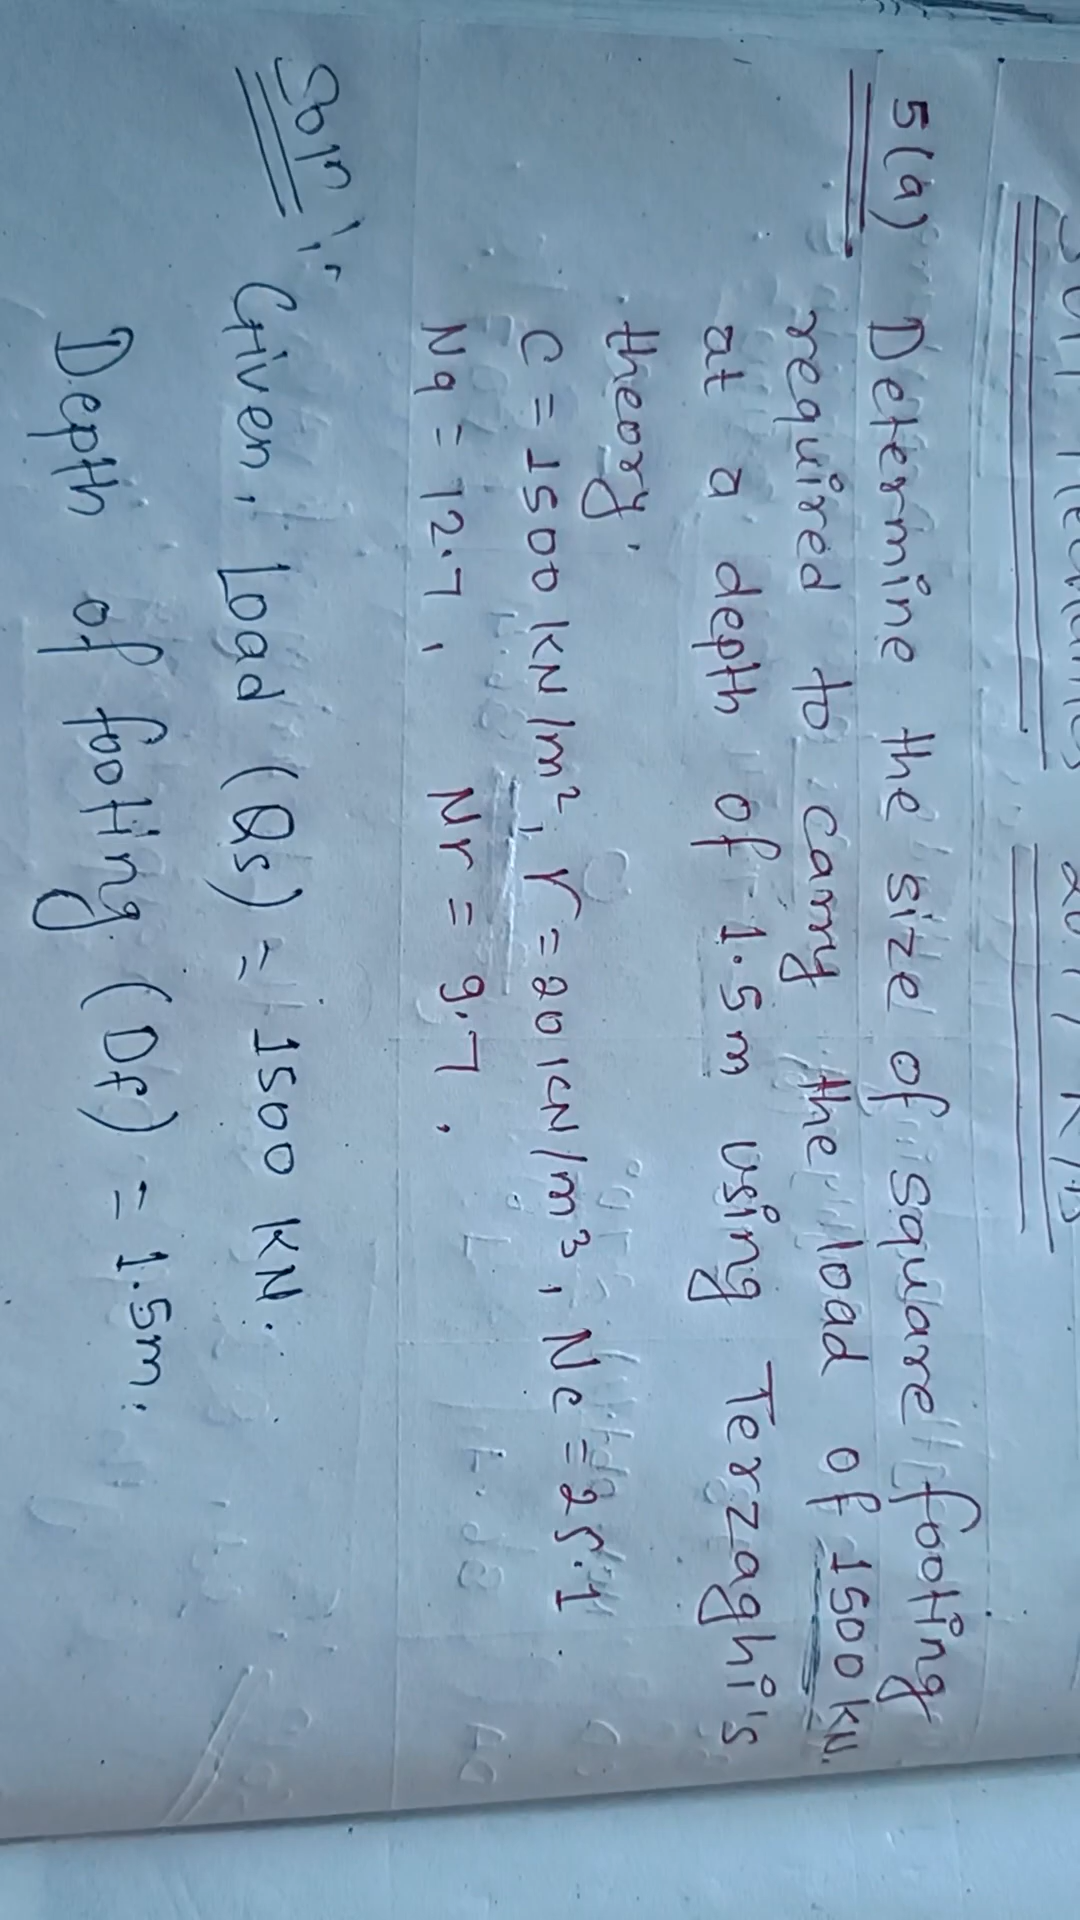 2017 R/B
5(a) Determine the size of square footing
required to carry the load of 1500 kN.
at a depth of 1.5m using Terzaghi's
theory.
C = 1500 KN/m², r = 20 KN/m³, Nc = 25.1
Nq = 12.7, Nr = 9.7.
Soln:
Given, Load (Qs) = 1500 KN.
Depth of footing (Df) = 1.5m.